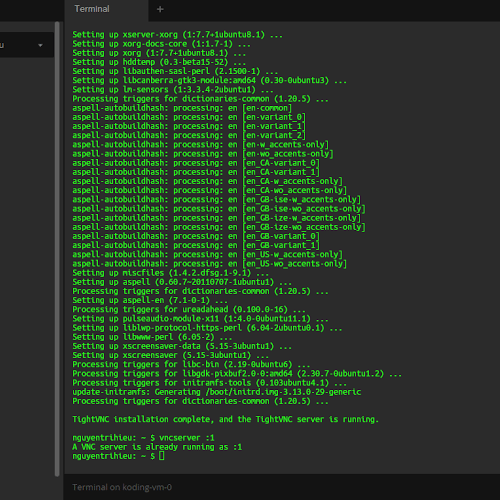 Terminal
+
u
Setting up xserver-xorg (1:7.7+1ubuntu8.1) ...
Setting up xorg-docs-core (1:1.7-1) ...
Setting up xorg (1:7.7+1ubuntu8.1) ...
Setting up hddtemp (0.3-beta15-52) ...
Setting up libauthen-sasl-perl (2.1500-1) ...
Setting up libcanberra-gtk3-module:amd64 (0.30-0ubuntu3) ...
Setting up lm-sensors (1:3.3.4-2ubuntu1) ...
Processing triggers for dictionaries-common (1.20.5) ...
aspell-autobuildhash: processing: en [en-common]
aspell-autobuildhash: processing: en [en-variant_0]
aspell-autobuildhash: processing: en [en-variant_1]
aspell-autobuildhash: processing: en [en-variant_2]
aspell-autobuildhash: processing: en [en-w_accents-only]
aspell-autobuildhash: processing: en [en-wo_accents-only]
aspell-autobuildhash: processing: en [en_CA-variant_0]
aspell-autobuildhash: processing: en [en_CA-variant_1]
aspell-autobuildhash: processing: en [en_CA-w_accents-only]
aspell-autobuildhash: processing: en [en_CA-wo_accents-only]
aspell-autobuildhash: processing: en [en_GB-ise-w_accents-only]
aspell-autobuildhash: processing: en [en_GB-ise-wo_accents-only]
aspell-autobuildhash: processing: en [en_GB-ize-w_accents-only]
aspell-autobuildhash: processing: en [en_GB-ize-wo_accents-only]
aspell-autobuildhash: processing: en [en_GB-variant_0]
aspell-autobuildhash: processing: en [en_GB-variant_1]
aspell-autobuildhash: processing: en [en_US-w_accents-only]
aspell-autobuildhash: processing: en [en_US-wo_accents-only]
Setting up miscfiles (1.4.2.dfsg.1-9.1) ...
Setting up aspell (0.60.7~20110707-1ubuntu1) ...
Processing triggers for dictionaries-common (1.20.5) ...
Setting up aspell-en (7.1-0-1) ...
Processing triggers for ureadahead (0.100.0-16) ...
Setting up pulseaudio-module-x11 (1:4.0-0ubuntu11.1) ...
Setting up liblwp-protocol-https-perl (6.04-2ubuntu0.1) ...
Setting up libwww-perl (6.05-2) ...
Setting up xscreensaver-data (5.15-3ubuntu1) ...
Setting up xscreensaver (5.15-3ubuntu1) ...
Processing triggers for libc-bin (2.19-0ubuntu6) ...
Processing triggers for libgdk-pixbuf2.0-0:amd64 (2.30.7-0ubuntu1.2) ...
Processing triggers for initramfs-tools (0.103ubuntu4.1) ...
update-initramfs: Generating /boot/initrd.img-3.13.0-29-generic
Processing triggers for dictionaries-common (1.20.5) ...
TightVNC installation complete, and the TightVNC server is running.
nguyentrihieu: ~ $ vncserver :1
A VNC server is already running as :1
nguyentrihieu: ~ $
Terminal on koding-vm-0